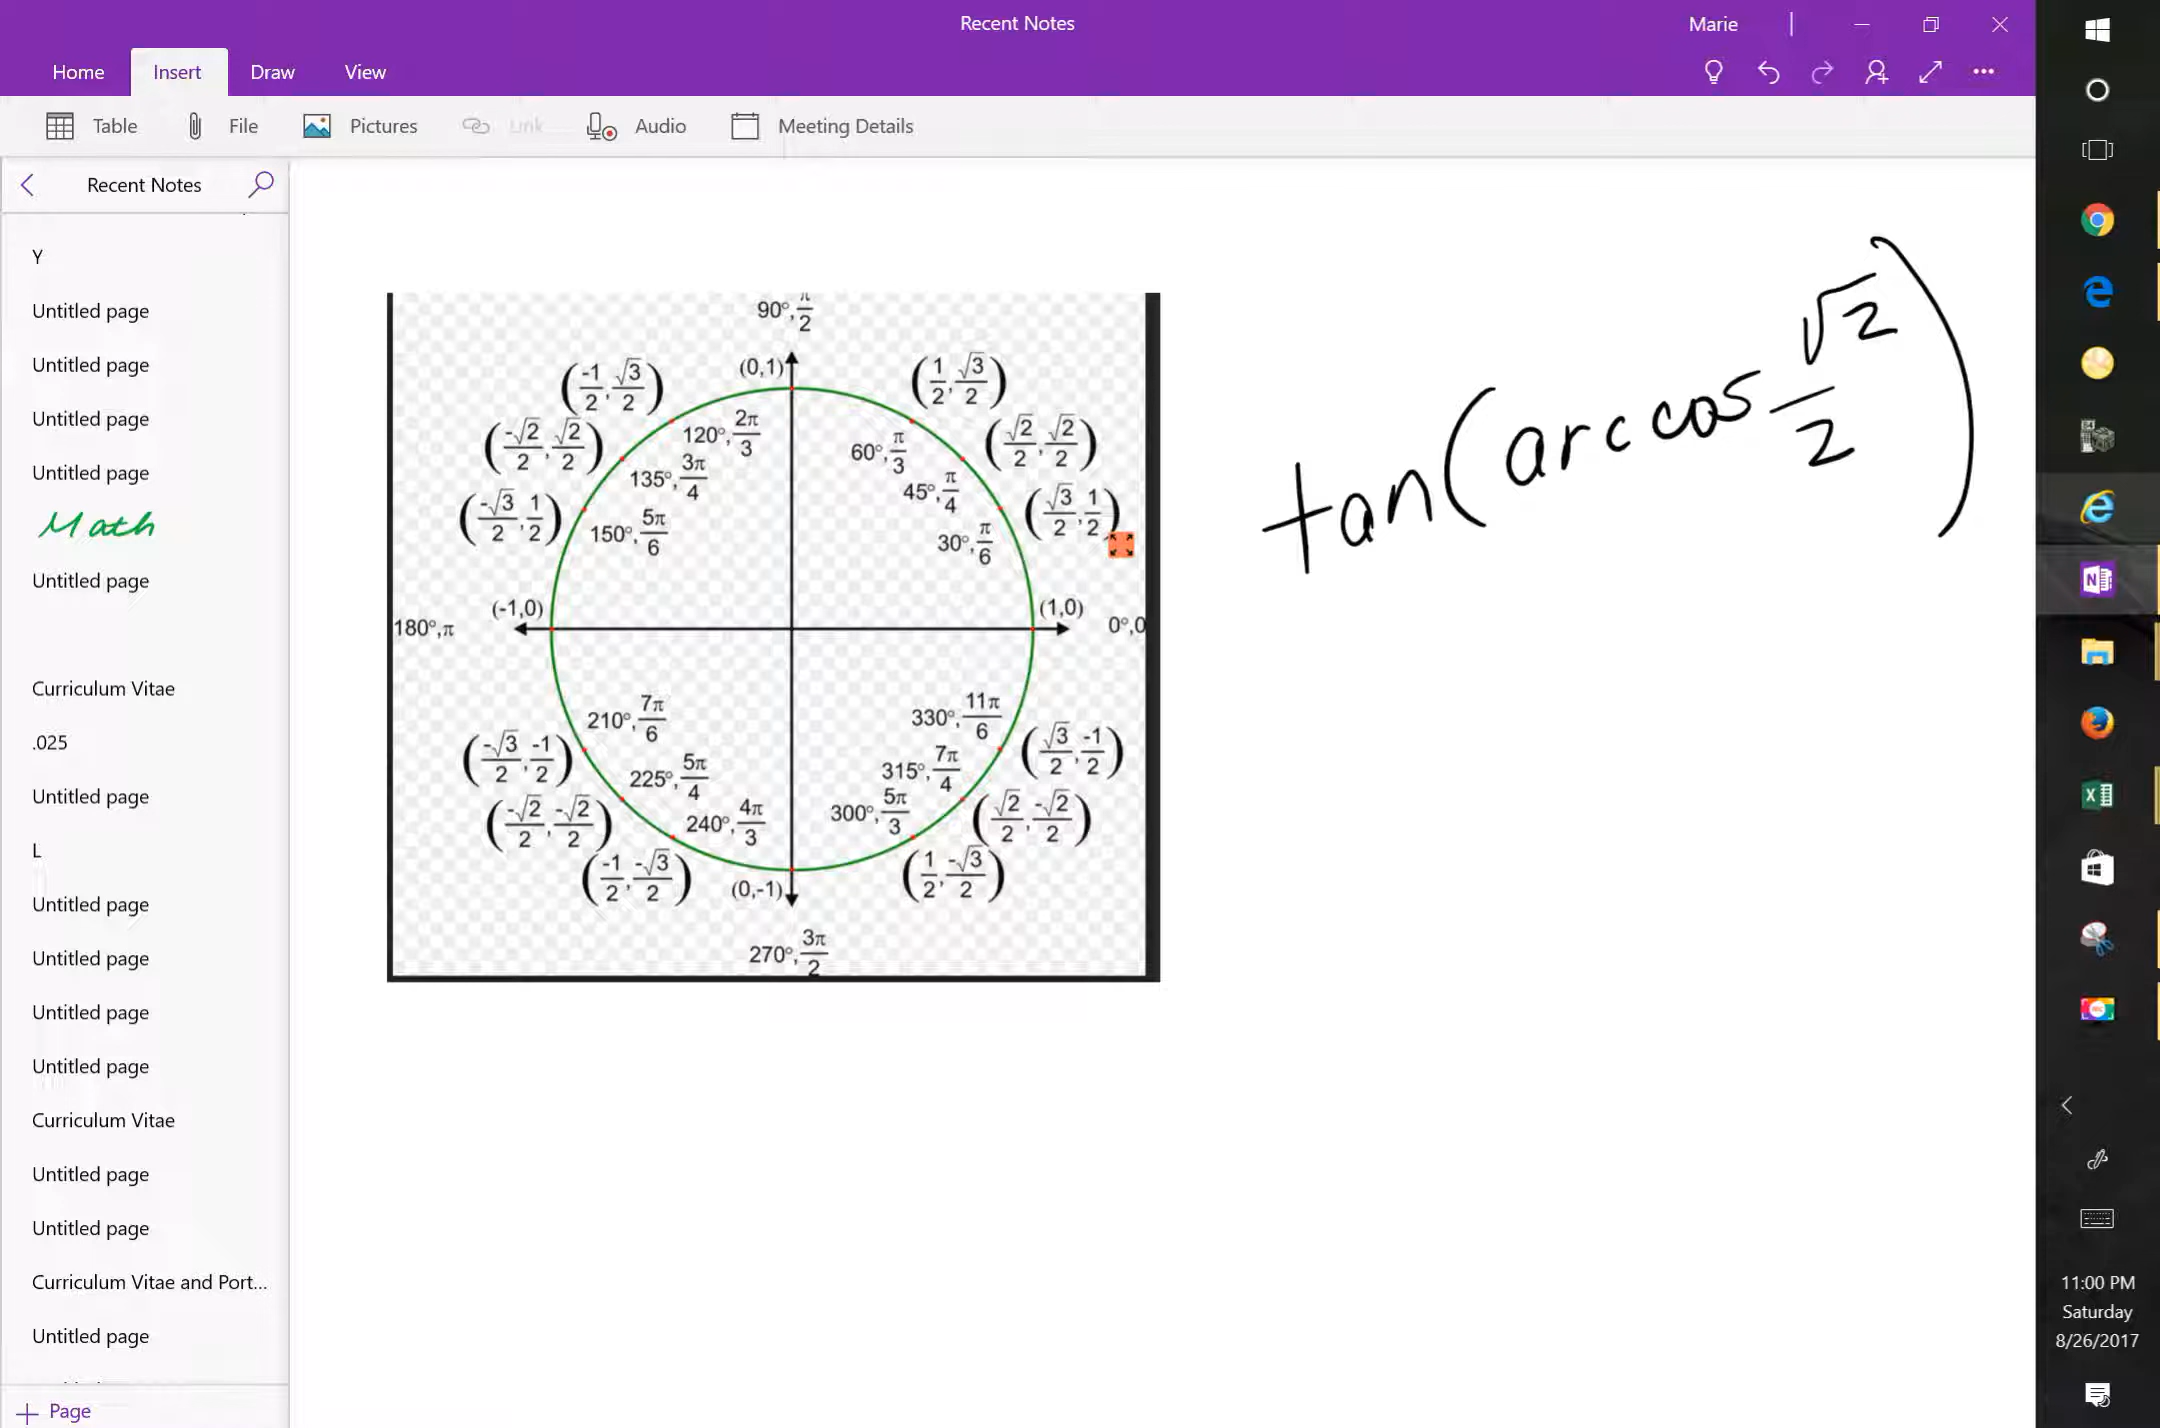 Recent Notes
Marie
Home Insert Draw View
Table File Pictures Link Audio Meeting Details
Recent Notes
Y
Untitled page
Untitled page
Untitled page
Untitled page
Math
Untitled page
Curriculum Vitae
.025
Untitled page
L
Untitled page
Untitled page
Untitled page
Untitled page
Curriculum Vitae
Untitled page
Untitled page
Curriculum Vitae and Port...
Untitled page
+ Page
90°, π/2
(0,1)
(-1/2, √3/2) (1/2, √3/2)
120°, 2π/3 60°, π/3
(-√2/2, √2/2) (√2/2, √2/2)
135°, 3π/4 45°, π/4
(-√3/2, 1/2) (√3/2, 1/2)
150°, 5π/6 30°, π/6
(-1,0) (1,0)
180°,π 0°,0
210°, 7π/6 330°, 11π/6
(-√3/2, -1/2) (√3/2, -1/2)
225°, 5π/4 315°, 7π/4
(-√2/2, -√2/2) (√2/2, -√2/2)
240°, 4π/3 300°, 5π/3
(-1/2, -√3/2) (1/2, -√3/2)
(0,-1)
270°, 3π/2
tan(arccos √2/2)
11:00 PM
Saturday
8/26/2017